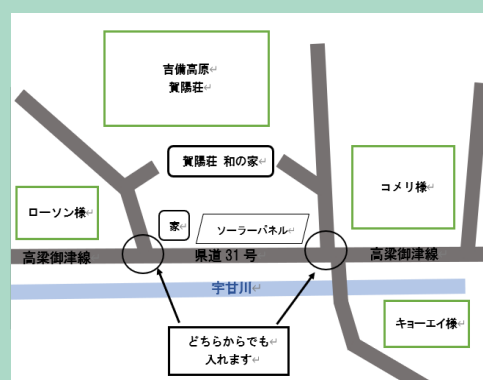 吉備高原
賀陽荘
賀陽荘 和の家
コメリ様
ローソン様
家
ソーラーパネル
高梁御津線
県道 31 号
高梁御津線
宇甘川
キョーエイ様
どちらからでも
入れます